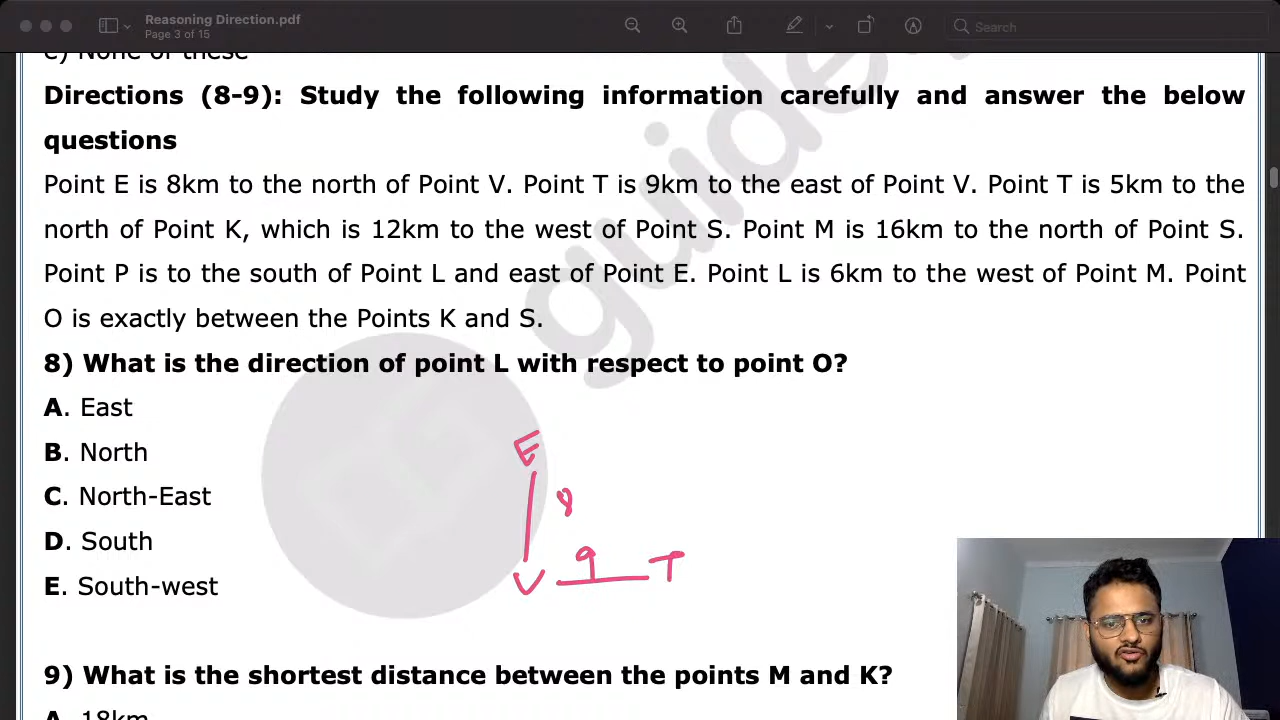 Reasoning Direction.pdf
Page 3 of 15
Search
e) None of these
Directions (8-9): Study the following information carefully and answer the below
questions
Point E is 8km to the north of Point V. Point T is 9km to the east of Point V. Point T is 5km to the
north of Point K, which is 12km to the west of Point S. Point M is 16km to the north of Point S.
Point P is to the south of Point L and east of Point E. Point L is 6km to the west of Point M. Point
O is exactly between the Points K and S.
8) What is the direction of point L with respect to point O?
A. East
B. North
C. North-East
D. South
E. South-west
E
8
9
V
T
9) What is the shortest distance between the points M and K?
A. 18km